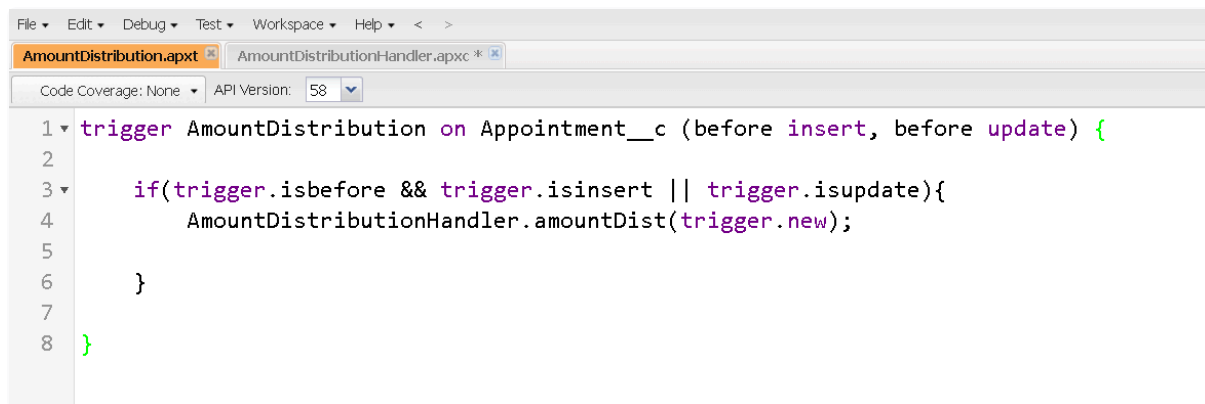 File Edit Debug Test Workspace Help < >
AmountDistribution.apxt AmountDistributionHandler.apxc *
Code Coverage: None API Version: 58
1 trigger AmountDistribution on Appointment__c (before insert, before update) {
2
3 if(trigger.isbefore && trigger.isinsert || trigger.isupdate){
4 AmountDistributionHandler.amountDist(trigger.new);
5
6 }
7
8 }